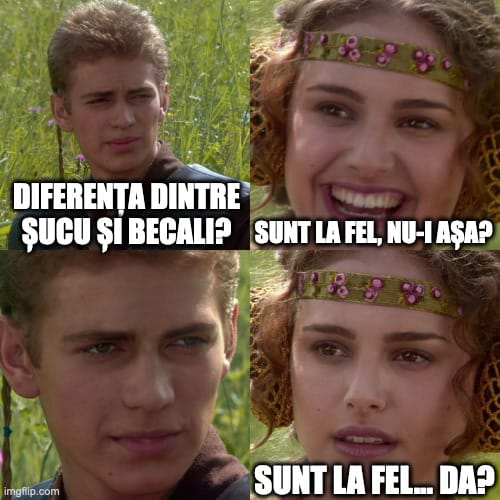 DIFERENȚA DINTRE
ȘUCU ȘI BECALI?
SUNT LA FEL, NU-I AȘA?
SUNT LA FEL... DA?
imgflip.com